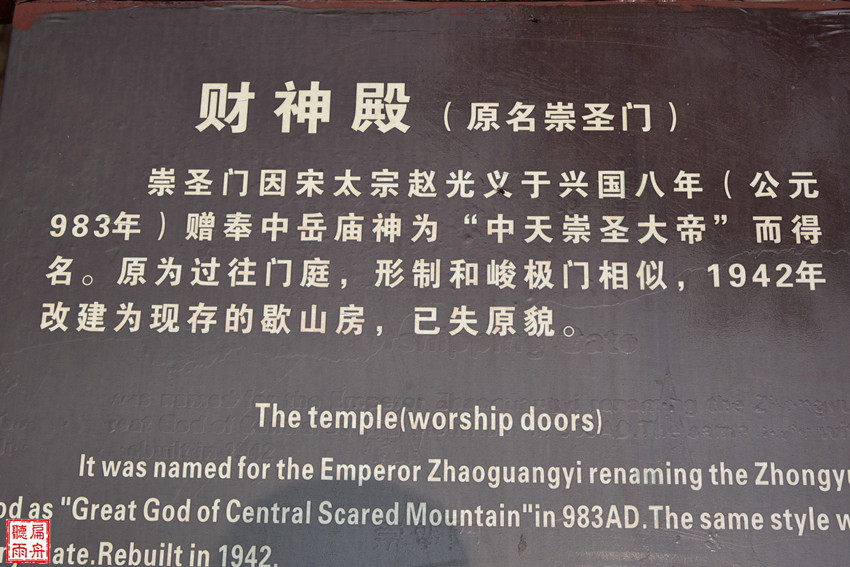 财神殿（原名崇圣门）
崇圣门因宋太宗赵光义于兴国八年（公元
983年）赠奉中岳庙神为“中天崇圣大帝”而得
名。原为过往门庭，形制和峻极门相似，1942年
改建为现存的歇山房，已失原貌。
The temple(worship doors)
It was named for the Emperor Zhaoguangyi renaming the Zhongyu
od as "Great God of Central Scared Mountain"in 983AD.The same style w
ate.Rebuilt in 1942.
扁舟
聽雨